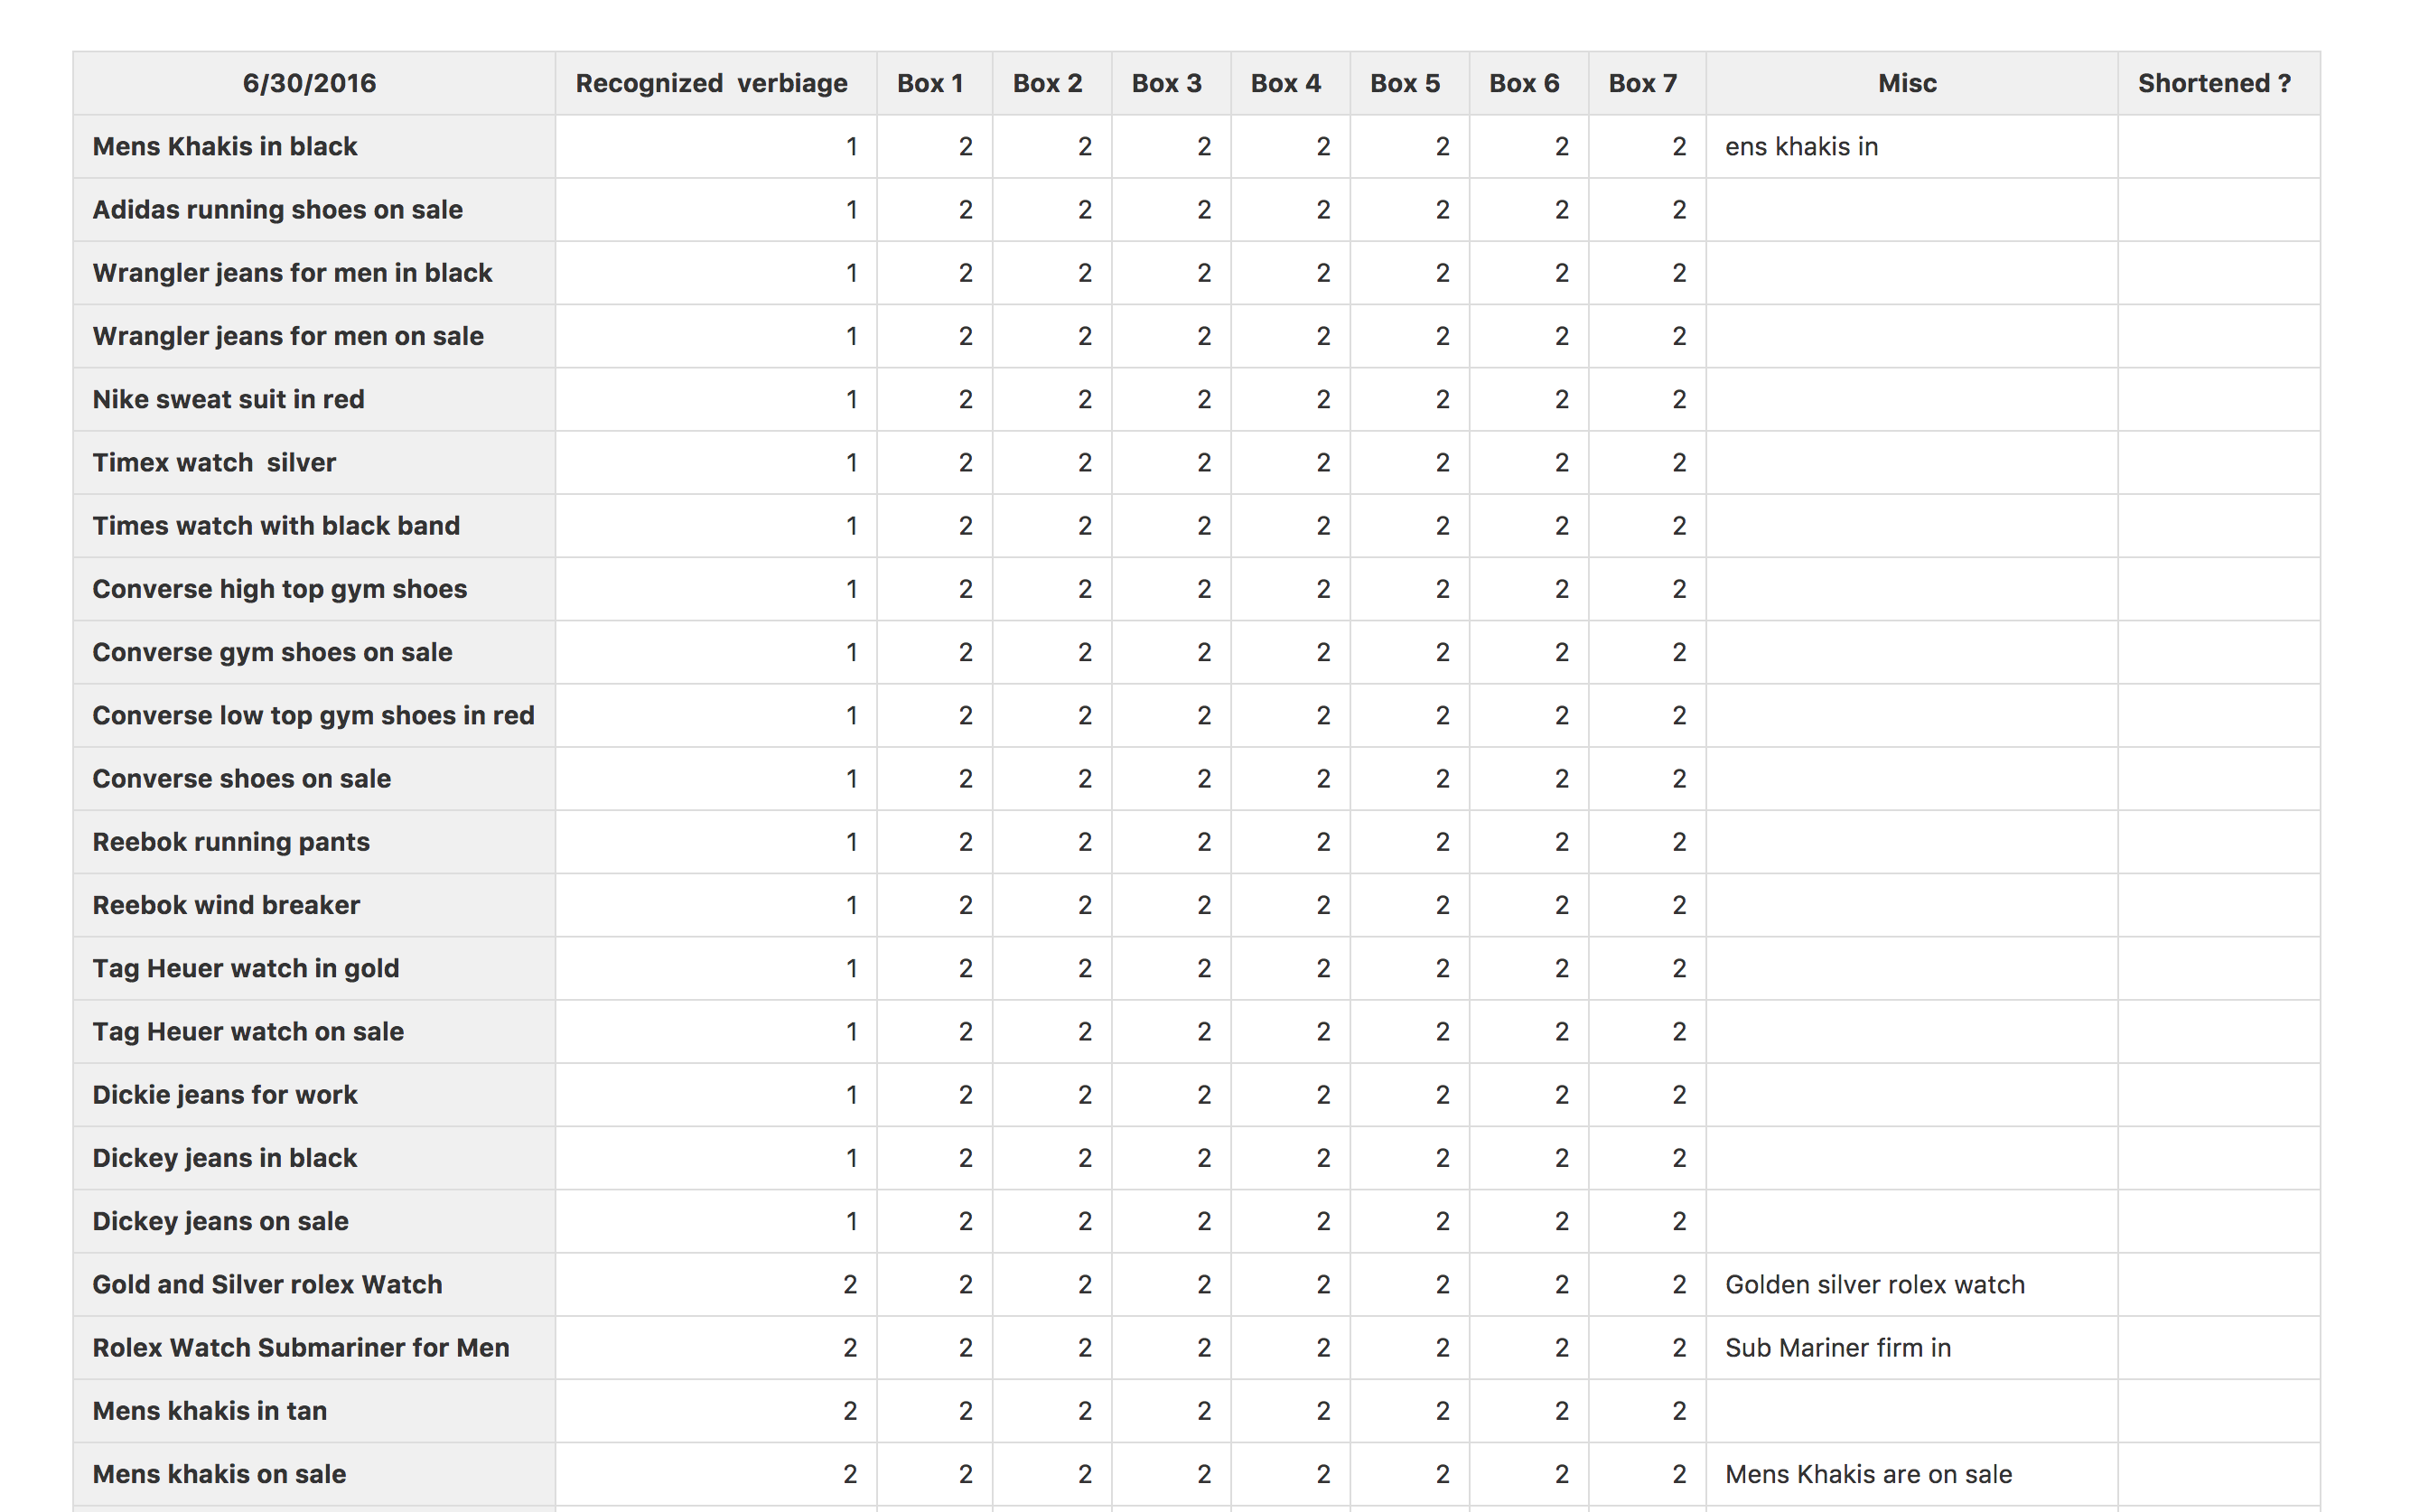 6/30/2016 Recognized  verbiage Box 1 Box 2 Box 3 Box 4 Box 5 Box 6 Box 7 Misc Shortened ?
Mens Khakis in black 1 2 2 2 2 2 2 2 ens khakis in
Adidas running shoes on sale 1 2 2 2 2 2 2 2
Wrangler jeans for men in black 1 2 2 2 2 2 2 2
Wrangler jeans for men on sale 1 2 2 2 2 2 2 2
Nike sweat suit in red 1 2 2 2 2 2 2 2
Timex watch  silver 1 2 2 2 2 2 2 2
Times watch with black band 1 2 2 2 2 2 2 2
Converse high top gym shoes 1 2 2 2 2 2 2 2
Converse gym shoes on sale 1 2 2 2 2 2 2 2
Converse low top gym shoes in red 1 2 2 2 2 2 2 2
Converse shoes on sale 1 2 2 2 2 2 2 2
Reebok running pants 1 2 2 2 2 2 2 2
Reebok wind breaker 1 2 2 2 2 2 2 2
Tag Heuer watch in gold 1 2 2 2 2 2 2 2
Tag Heuer watch on sale 1 2 2 2 2 2 2 2
Dickie jeans for work 1 2 2 2 2 2 2 2
Dickey jeans in black 1 2 2 2 2 2 2 2
Dickey jeans on sale 1 2 2 2 2 2 2 2
Gold and Silver rolex Watch 2 2 2 2 2 2 2 2 Golden silver rolex watch
Rolex Watch Submariner for Men 2 2 2 2 2 2 2 2 Sub Mariner firm in
Mens khakis in tan 2 2 2 2 2 2 2 2
Mens khakis on sale 2 2 2 2 2 2 2 2 Mens Khakis are on sale